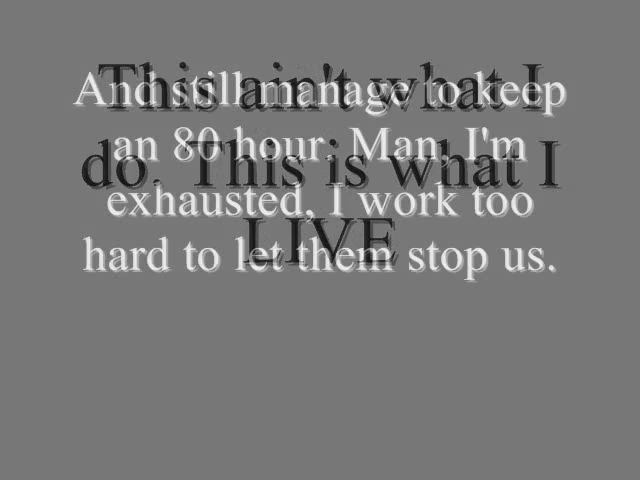 This ain't what I
do. This is what I
LIVE
And still manage to keep
an 80 hour. Man, I'm
exhausted, I work too
hard to let them stop us.